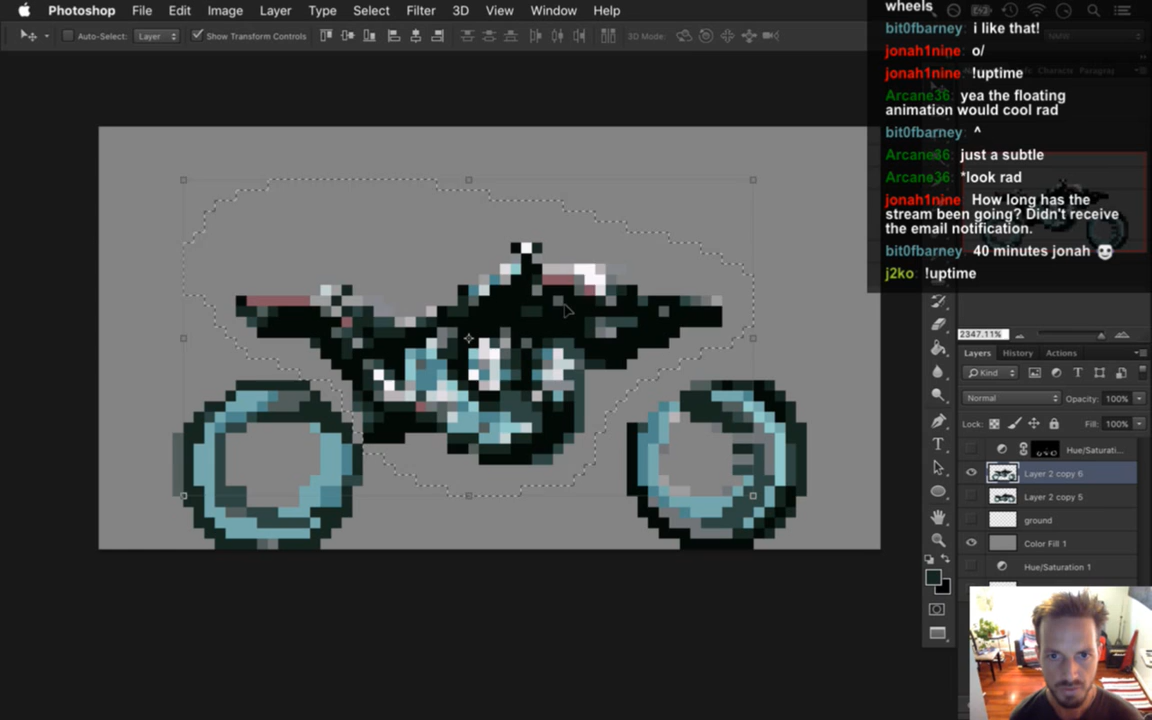 Photoshop File Edit Image Layer Type Select Filter 3D View Window Help
Auto-Select: Layer Show Transform Controls 3D Mode:
wheels
bit0fbarney: i like that!
jonah1nine: o/
jonah1nine: !uptime
Arcane36: yea the floating
animation would cool rad
bit0fbarney: ^
Arcane36: just a subtle
Arcane36: *look rad
jonah1nine: How long has the
stream been going? Didn't receive
the email notification.
bit0fbarney: 40 minutes jonah
j2ko: !uptime
2347.11%
Layers History Actions
Kind
Normal Opacity: 100%
Lock: Fill: 100%
Hue/Saturati...
Layer 2 copy 6
Layer 2 copy 5
ground
Color Fill 1
Hue/Saturation 1